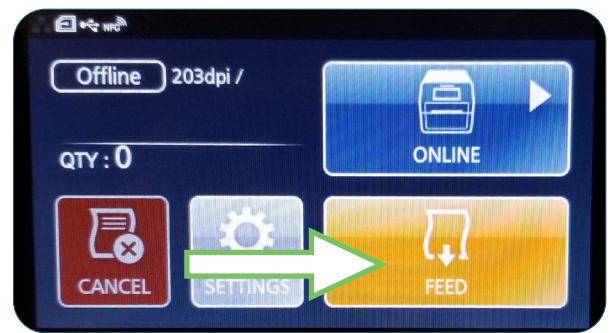 NFC
Offline 203dpi /
ONLINE
QTY : 0
CANCEL
SETTINGS
FEED